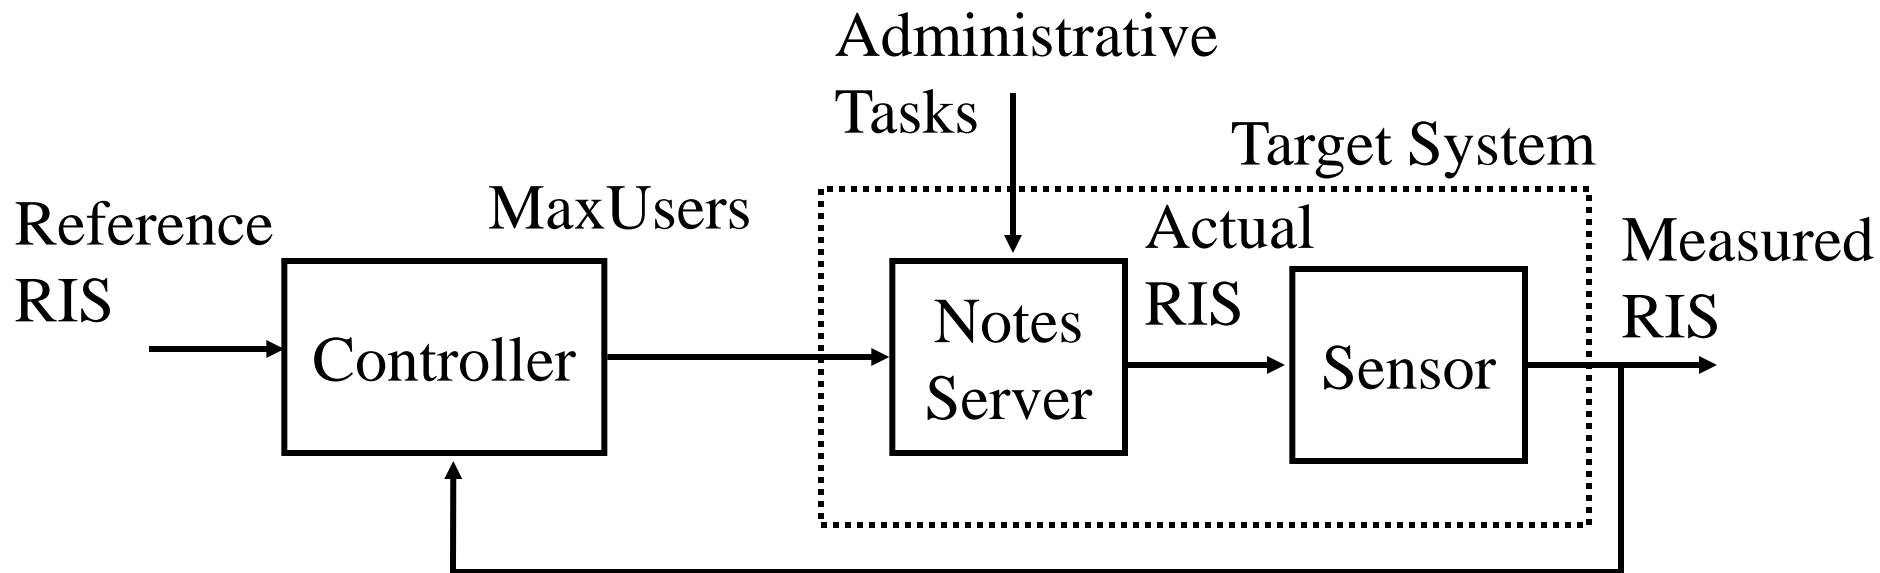 Administrative
Tasks
Target System
Reference
RIS
MaxUsers
Actual
RIS
Measured
RIS
Controller
Notes
Server
Sensor